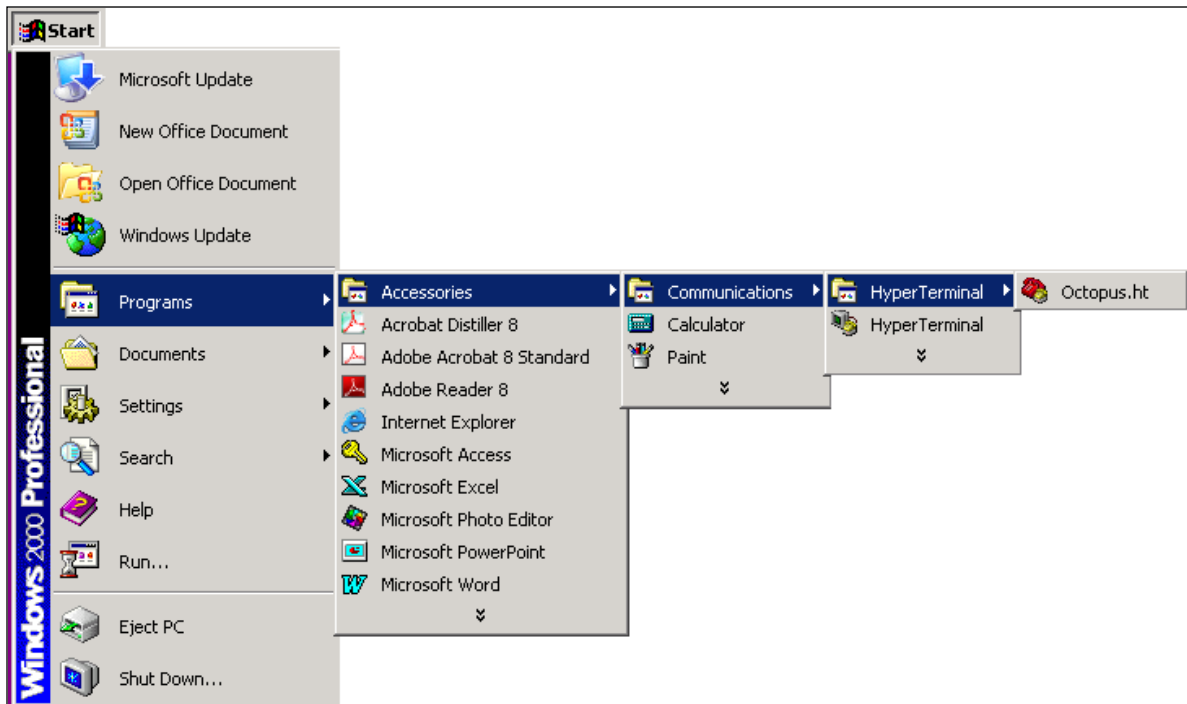 Start
Microsoft Update
New Office Document
Open Office Document
Windows Update
Programs
Documents
Settings
Search
Help
Run...
Eject PC
Shut Down...
Windows 2000 Professional
Accessories
Acrobat Distiller 8
Adobe Acrobat 8 Standard
Adobe Reader 8
Internet Explorer
Microsoft Access
Microsoft Excel
Microsoft Photo Editor
Microsoft PowerPoint
Microsoft Word
Communications
Calculator
Paint
HyperTerminal
HyperTerminal
Octopus.ht